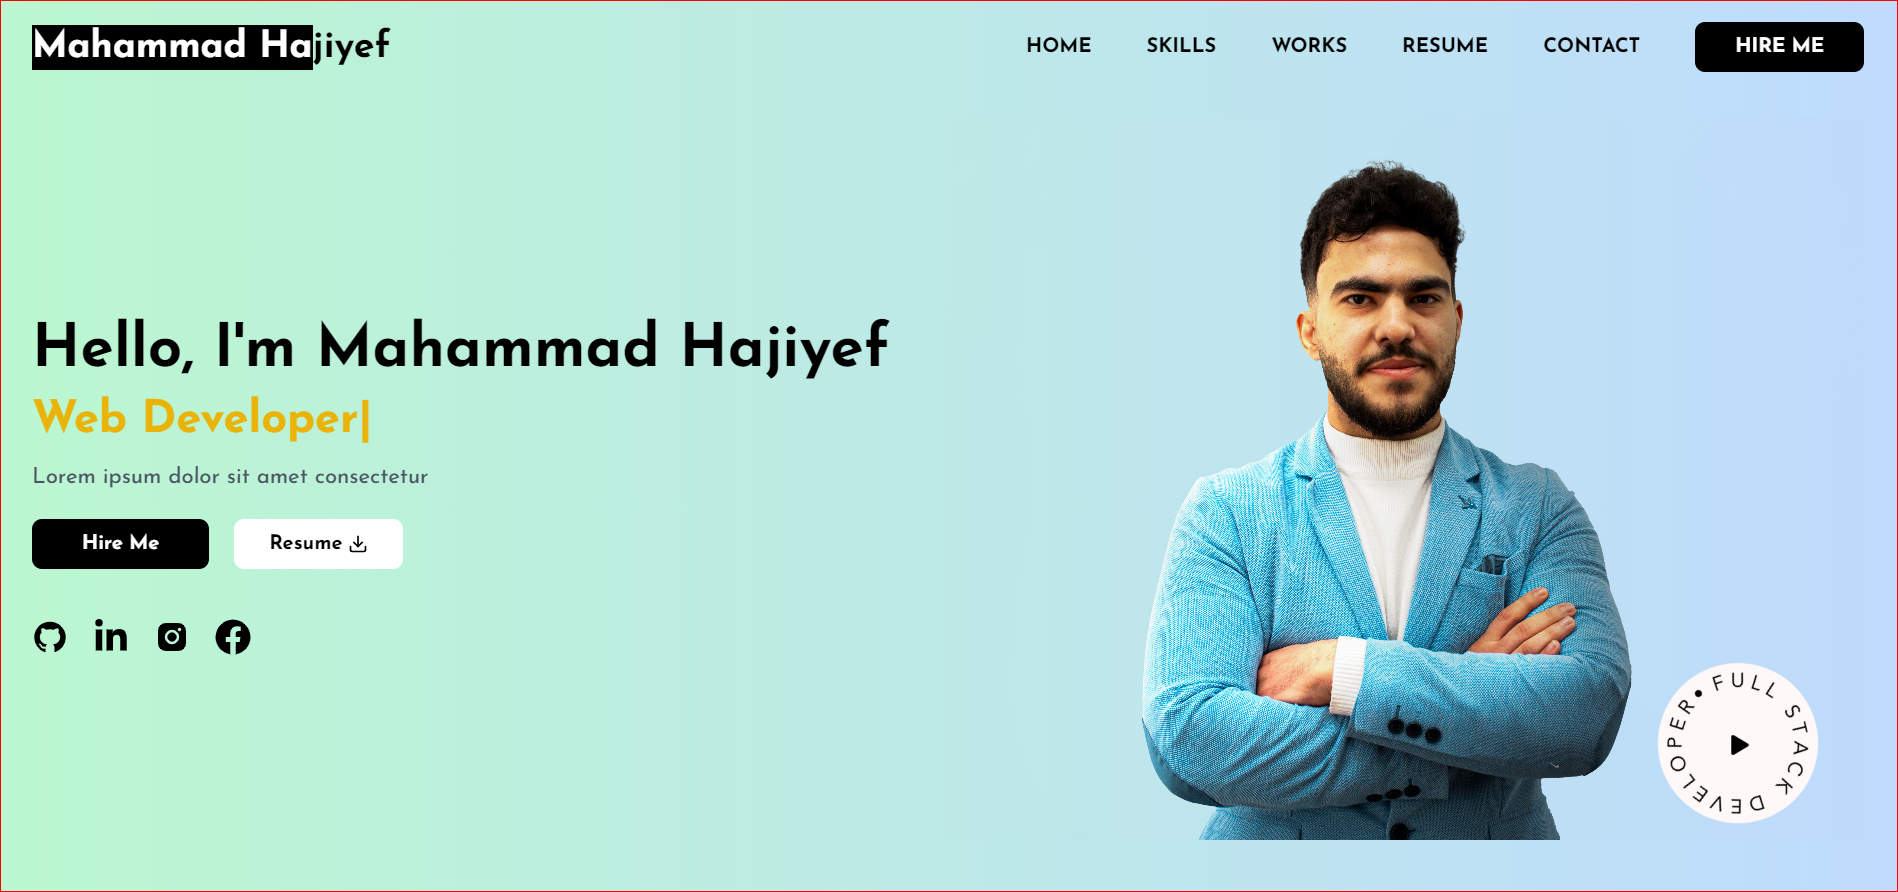 Mahammad Hajiyef
HOME
SKILLS
WORKS
RESUME
CONTACT
HIRE ME
Hello, I'm Mahammad Hajiyef
Web Developer|
Lorem ipsum dolor sit amet consectetur
Hire Me
Resume
in
FULL STACK DEVELOPER•